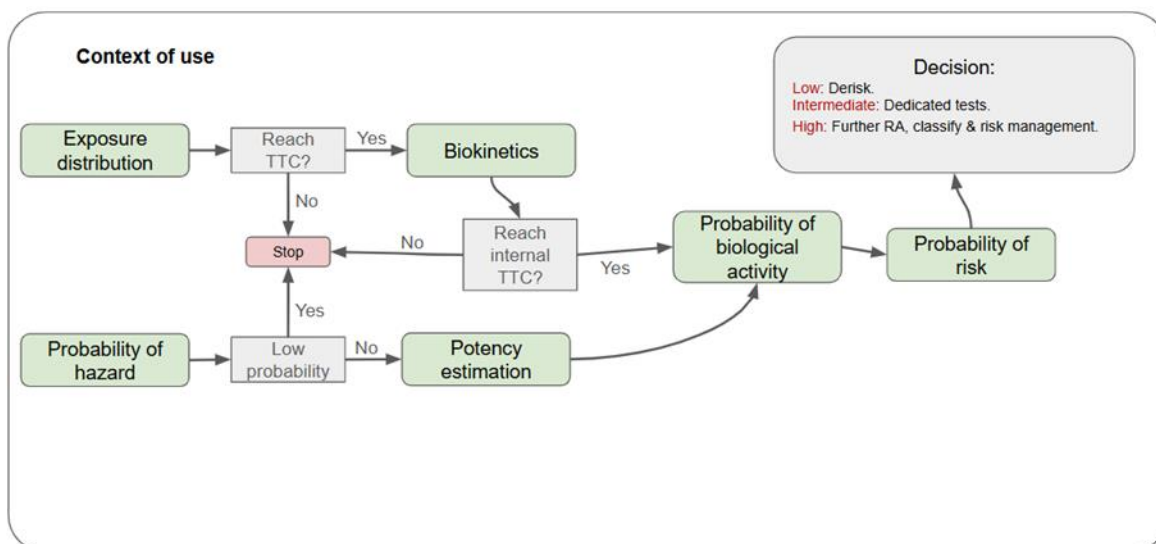 Context of use
Decision:
Low: Derisk.
Intermediate: Dedicated tests.
High: Further RA, classify & risk management.
Exposure
distribution
Reach
TTC?
Yes
Biokinetics
No
Stop
No
Reach
internal
TTC?
Yes
Probability of
biological
activity
Probability of
risk
Yes
Probability of
hazard
Low
probability
No
Potency
estimation